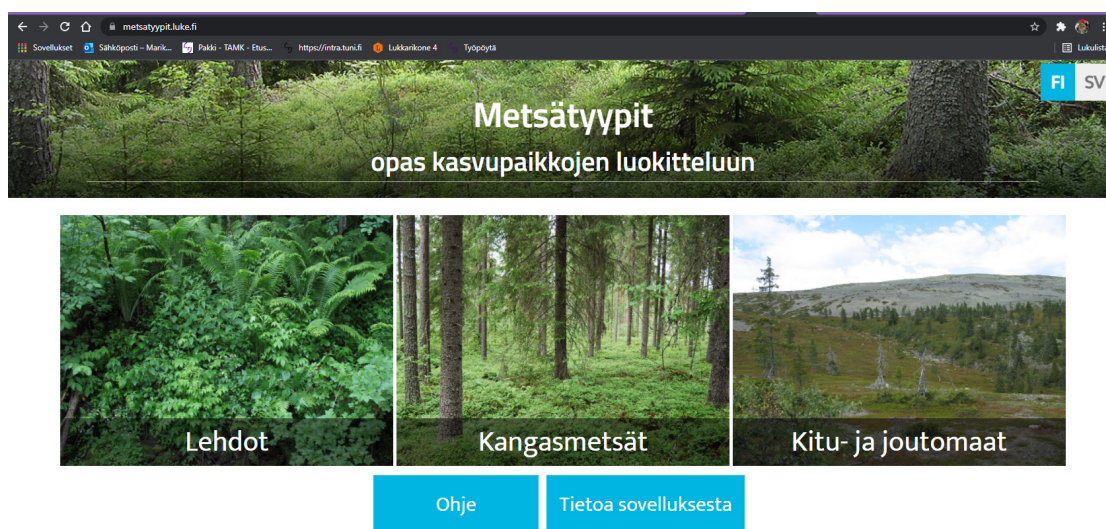 metsatyypit.luke.fi
Sovellukset Sähköposti – Marik... Pakki - TAMK - Etus... https://intra.tuni.fi Lukkarikone 4 Työpöytä Lukulista
FI SV
Metsätyypit
opas kasvupaikkojen luokitteluun
Lehdot Kangasmetsät Kitu- ja joutomaat
Ohje Tietoa sovelluksesta